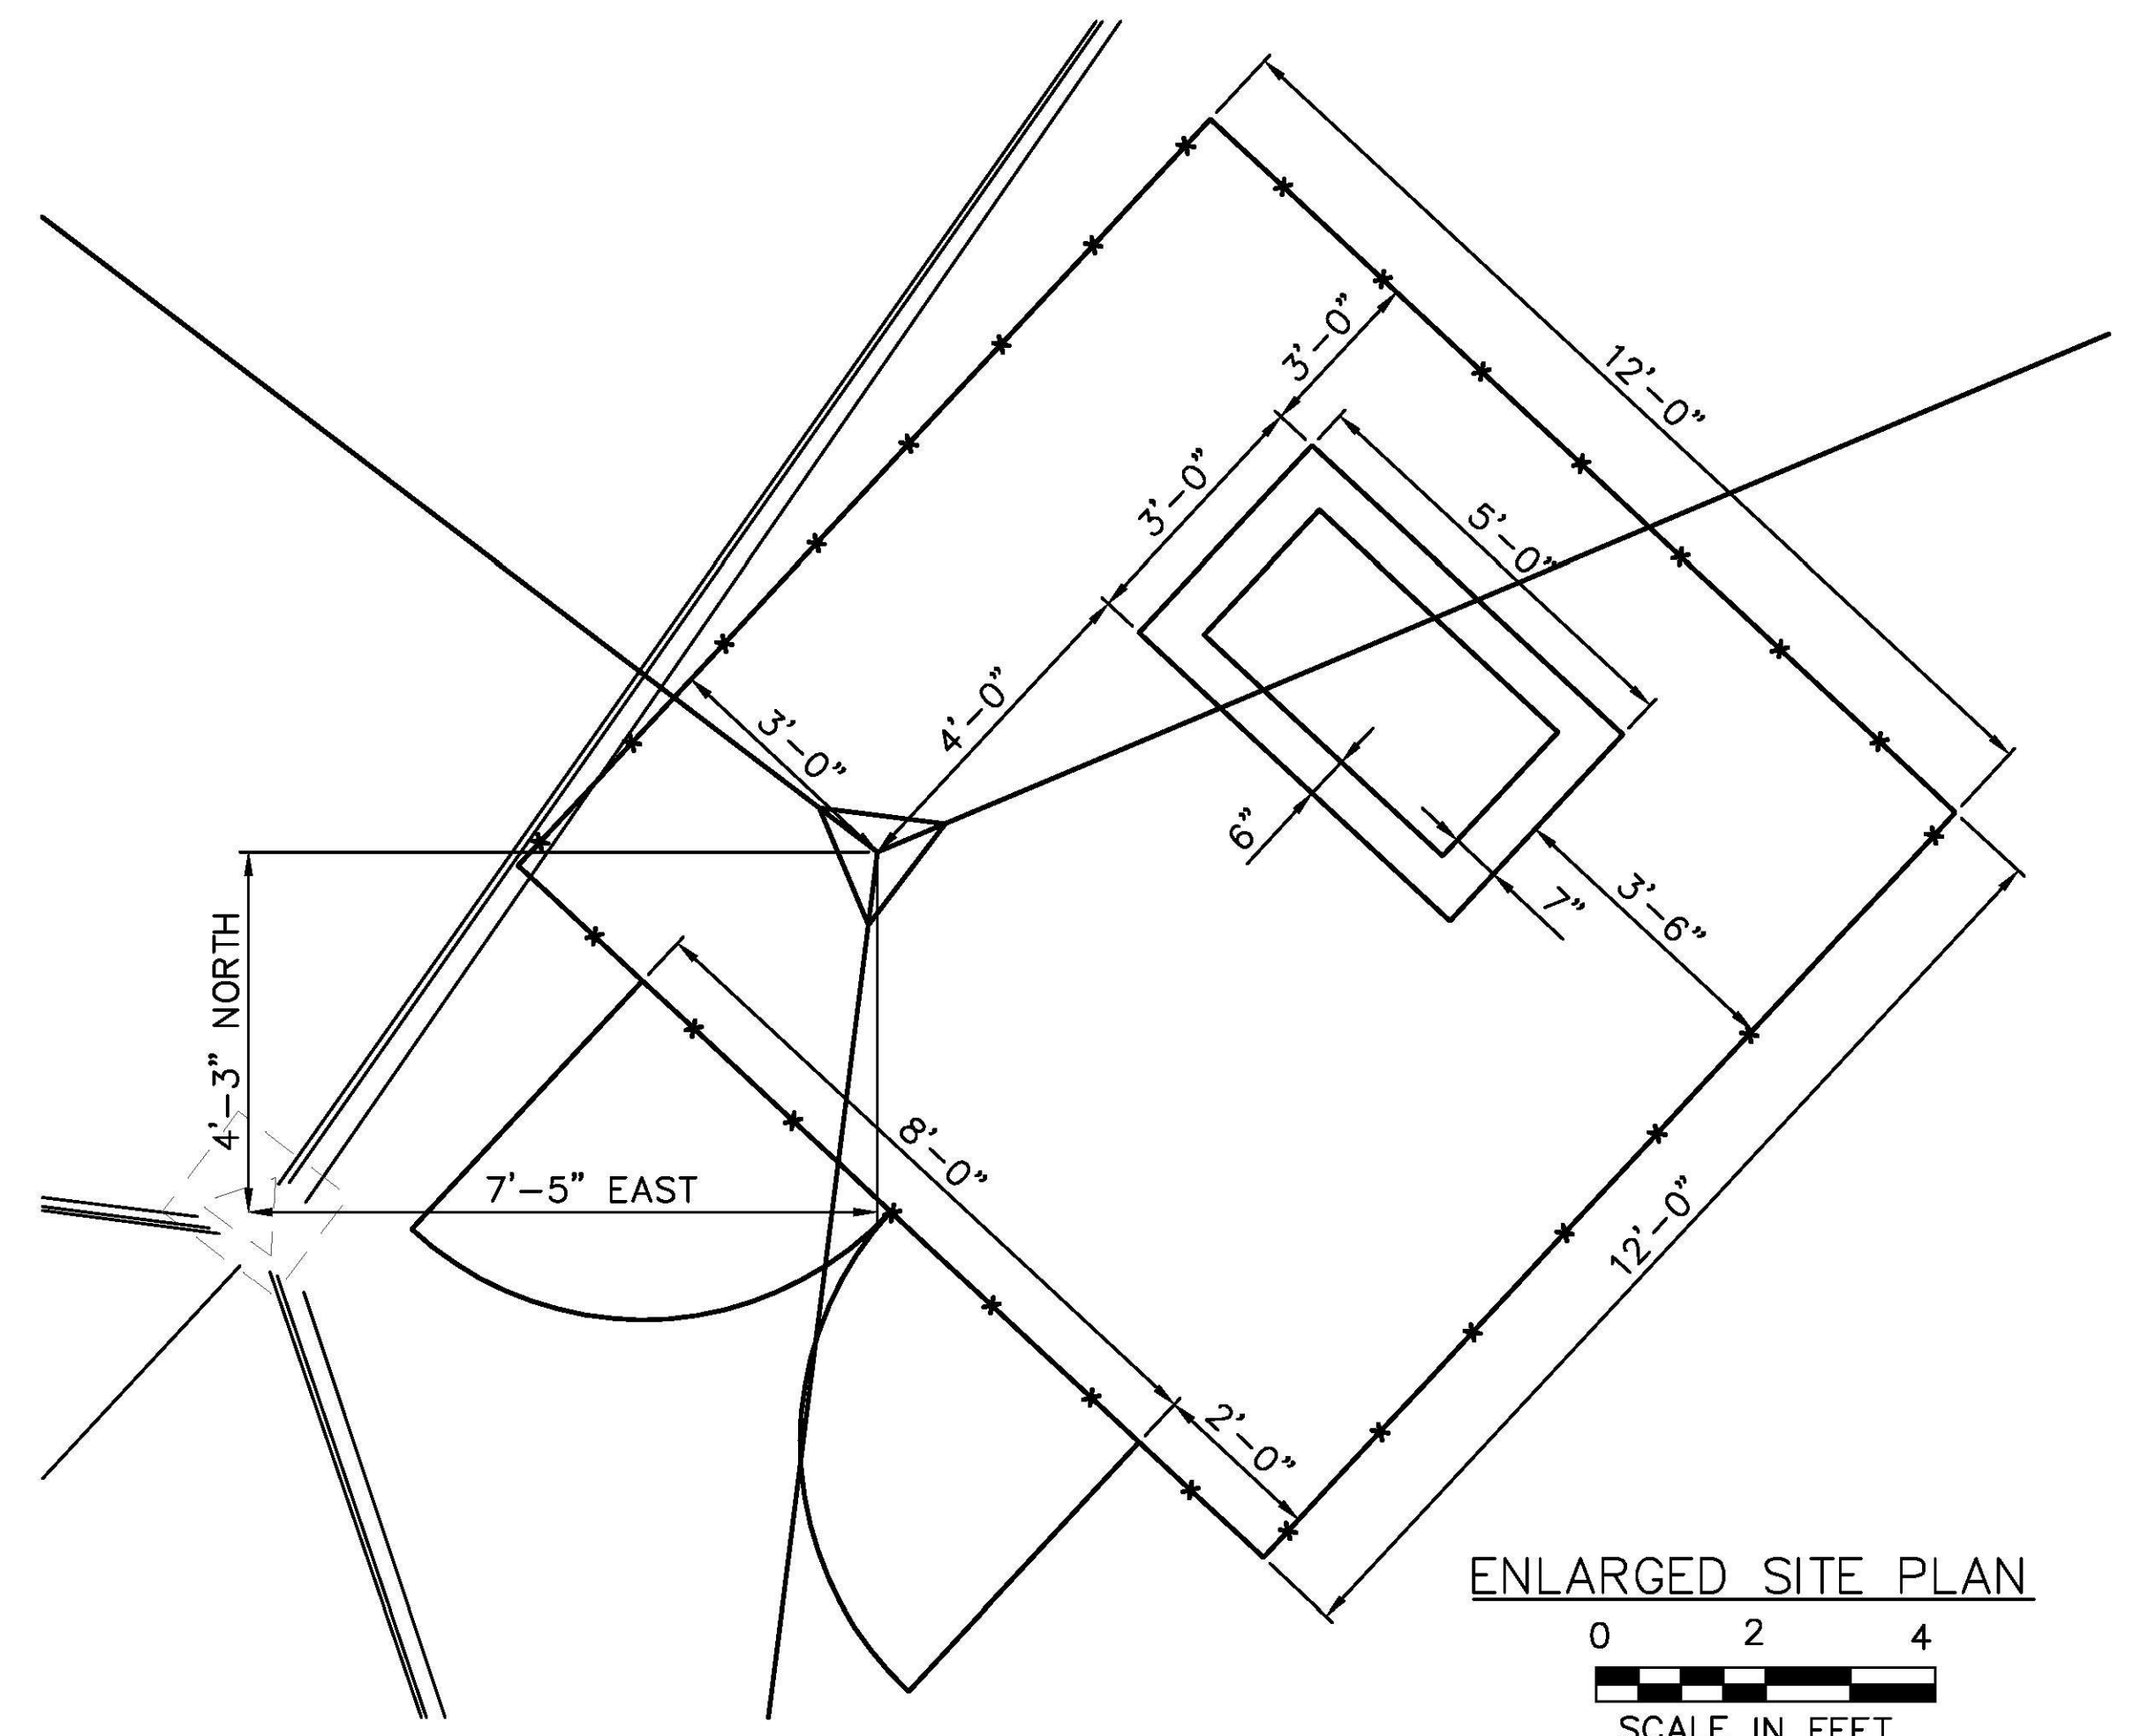 12'-0"
3'-0"
3'-0"
5'-0"
4'-0"
3'-0"
6"
7"
3'-6"
4'-3" NORTH
7'-5" EAST
8'-0"
12'-0"
2'-0"
ENLARGED SITE PLAN
0 2 4
SCALE IN FEET